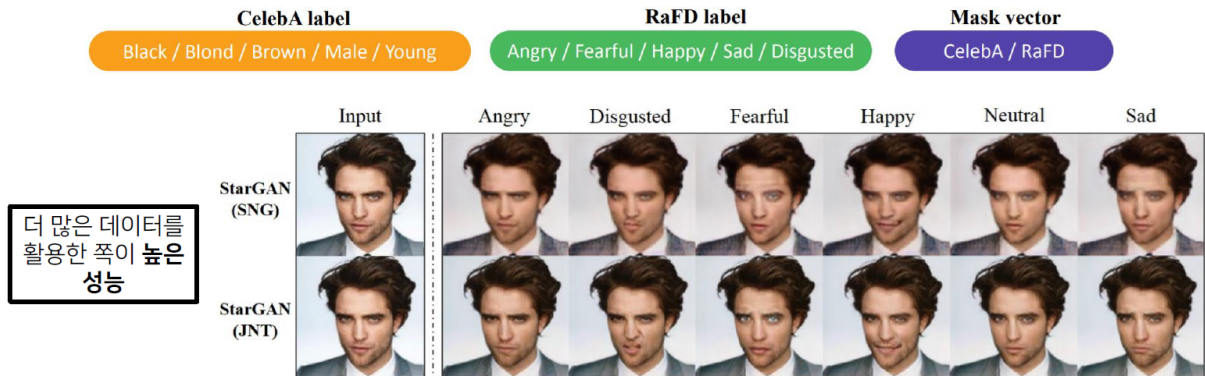 CelebA label
RaFD label
Mask vector
Black / Blond / Brown / Male / Young
Angry / Fearful / Happy / Sad / Disgusted
CelebA / RaFD
Input
Angry
Disgusted
Fearful
Happy
Neutral
Sad
StarGAN
(SNG)
더 많은 데이터를
활용한 쪽이 높은
성능
StarGAN
(JNT)